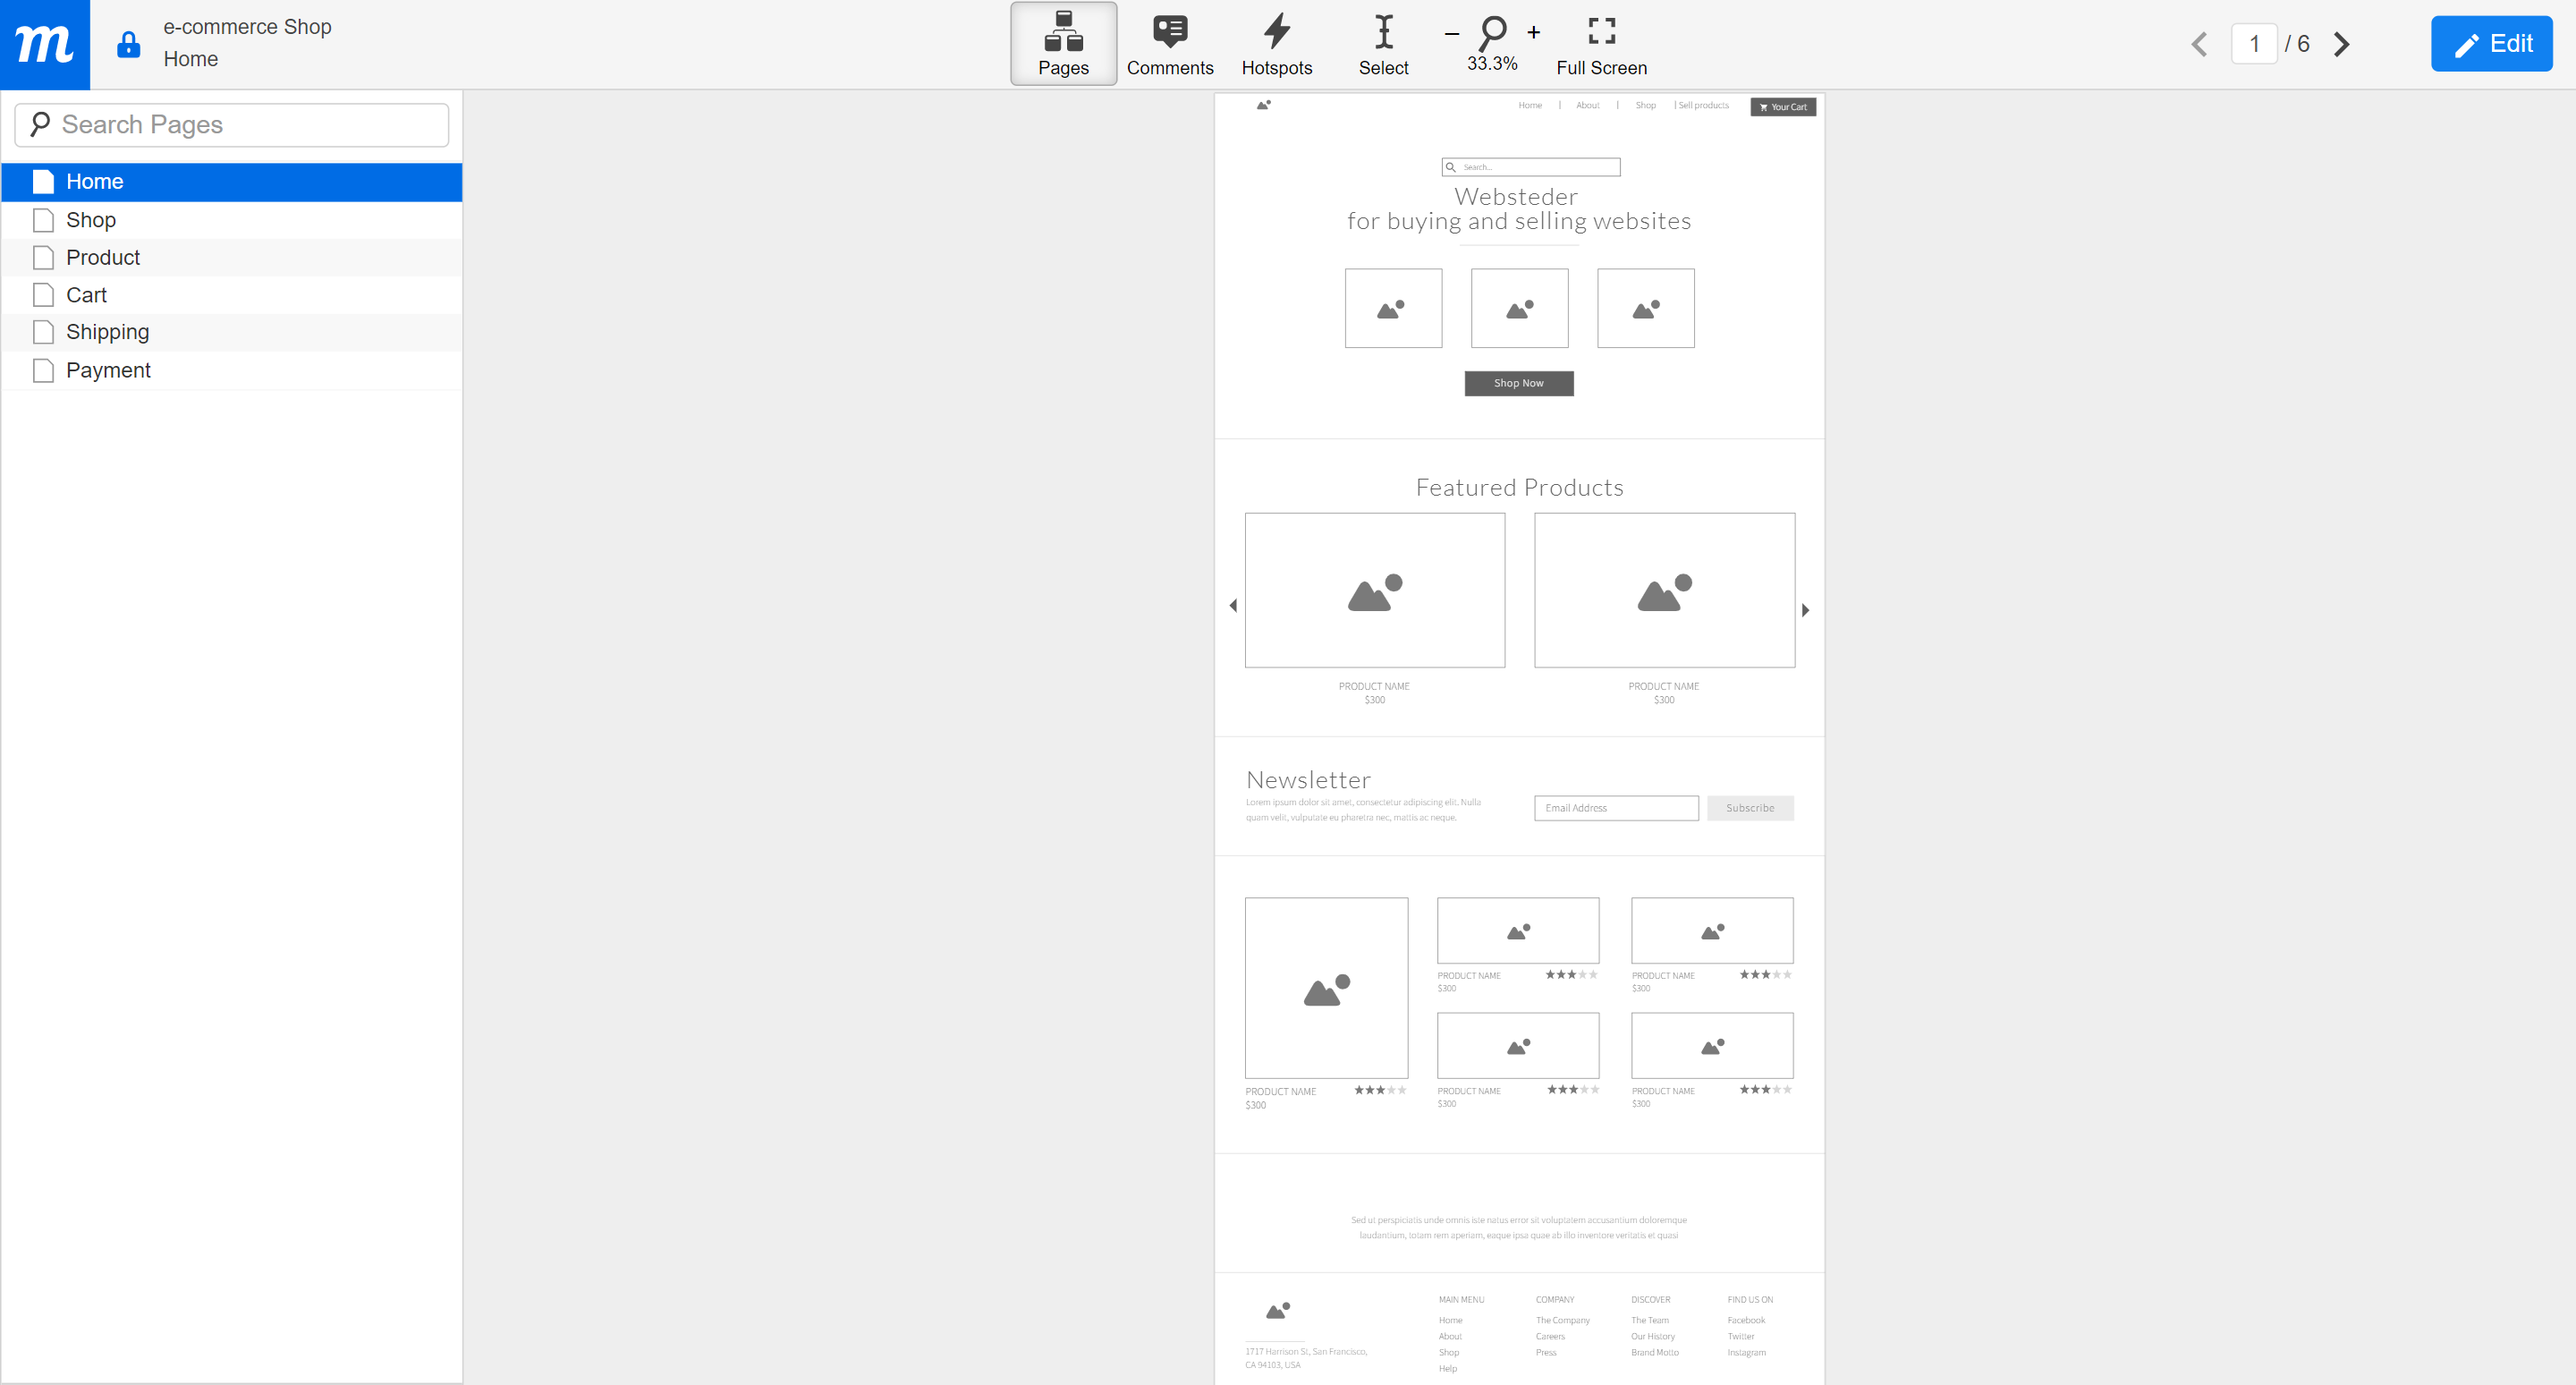 m
e-commerce Shop
Home
Pages
Comments
Hotspots
Select
– 33.3% +
Full Screen
1 / 6
Edit
Search Pages
Home
Shop
Product
Cart
Shipping
Payment
Home | About | Shop | Sell products
Your Cart
Search...
Websteder
for buying and selling websites
Shop Now
Featured Products
PRODUCT NAME
$300
PRODUCT NAME
$300
Newsletter
Lorem ipsum dolor sit amet, consectetur adipiscing elit. Nulla
quam velit, vulputate eu pharetra nec, mattis ac neque.
Email Address
Subscribe
PRODUCT NAME
$300
PRODUCT NAME
$300
PRODUCT NAME
$300
PRODUCT NAME
$300
PRODUCT NAME
$300
Sed ut perspiciatis unde omnis iste natus error sit voluptatem accusantium doloremque
laudantium, totam rem aperiam, eaque ipsa quae ab illo inventore veritatis et quasi
1717 Harrison St, San Francisco,
CA 94103, USA
MAIN MENU
Home
About
Shop
Help
COMPANY
The Company
Careers
Press
DISCOVER
The Team
Our History
Brand Motto
FIND US ON
Facebook
Twitter
Instagram